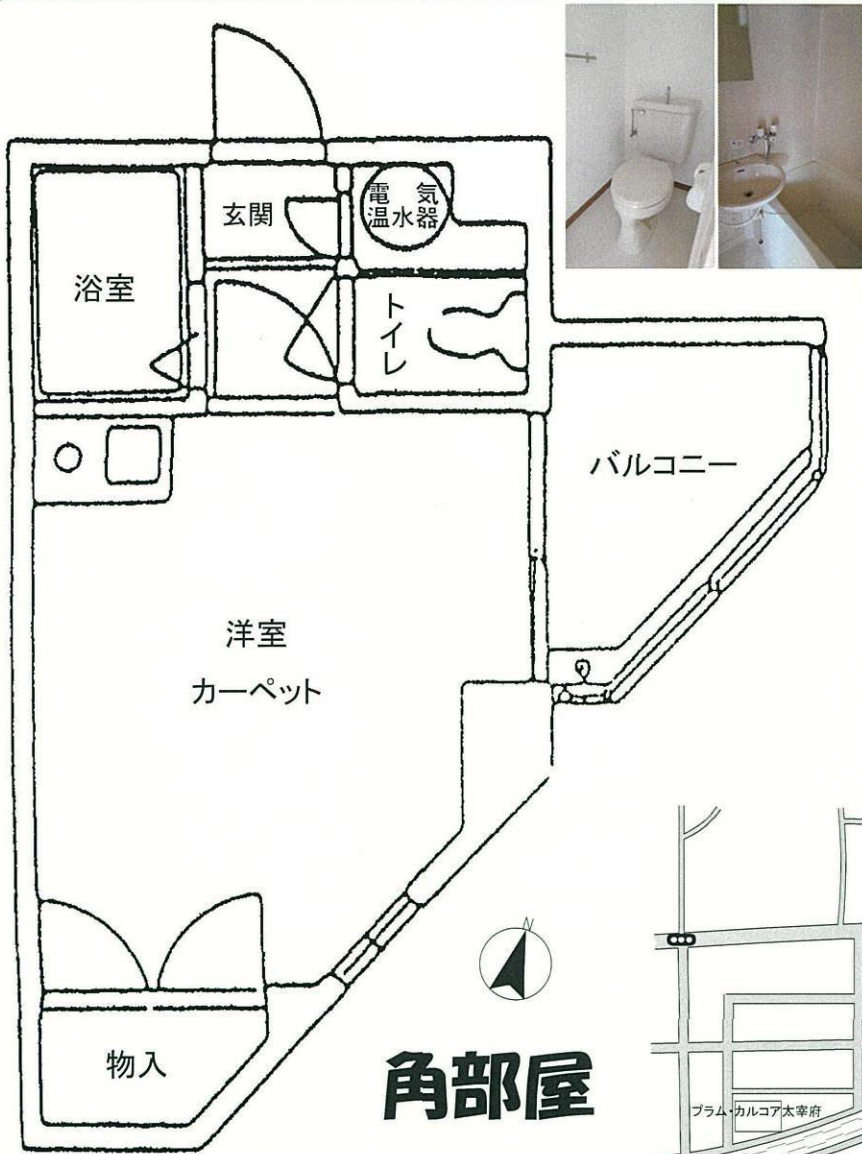 玄関
電気
温水器
浴室
トイレ
バルコニー
洋室
カーペット
N
物入
角部屋
プラム・カルコア太宰府